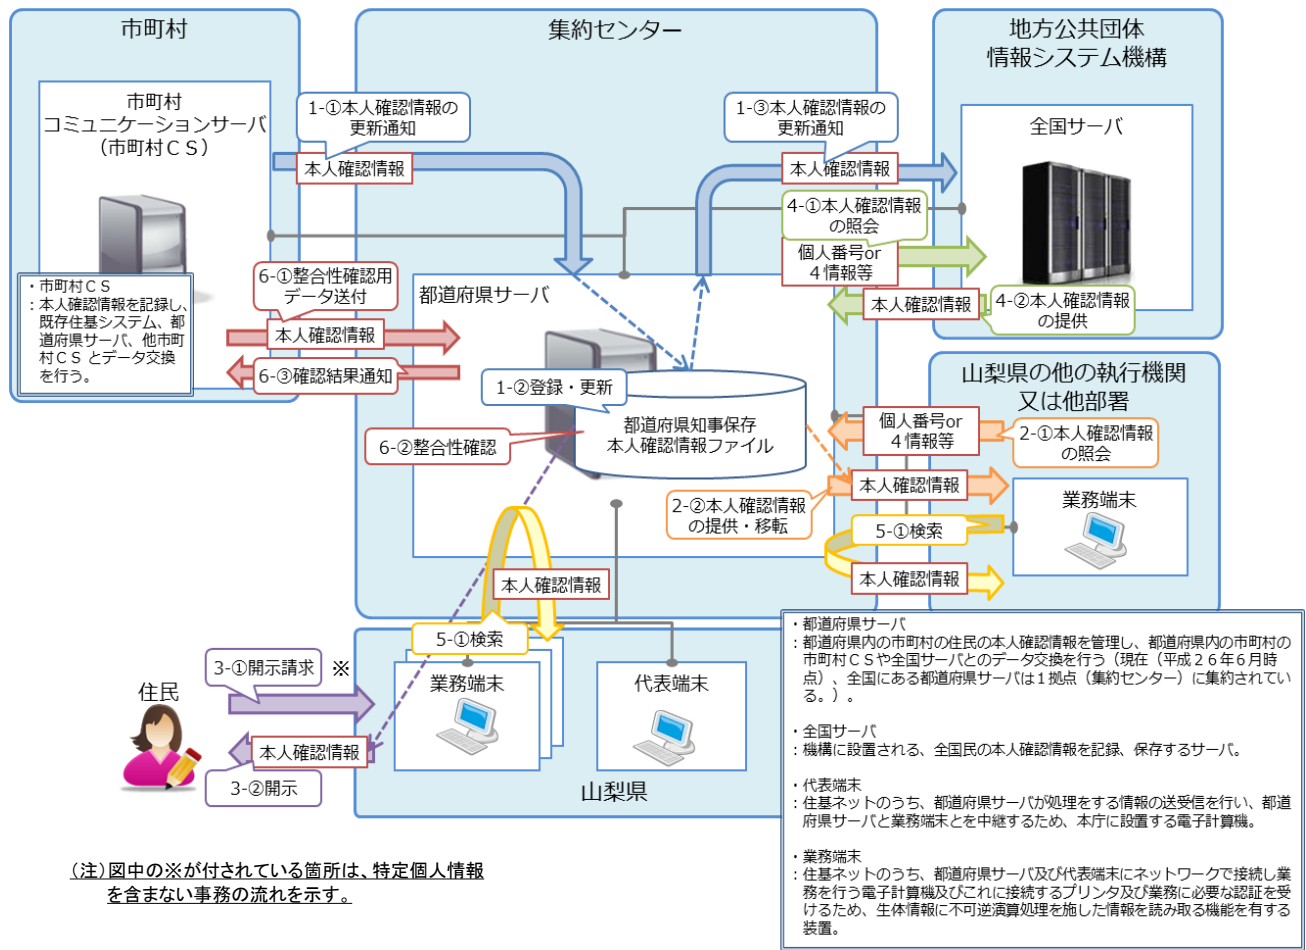 市町村
集約センター
地方公共団体
情報システム機構
市町村
コミュニケーションサーバ
（市町村ＣＳ）
1-①本人確認情報の
更新通知
本人確認情報
1-③本人確認情報の
更新通知
本人確認情報
全国サーバ
4-①本人確認情報
の照会
個人番号or
４情報等
本人確認情報
4-②本人確認情報
の提供
・市町村ＣＳ
：本人確認情報を記録し、
既存住基システム、都
道府県サーバ、他市町
村ＣＳ とデータ交換
を行う。
6-①整合性確認用
データ送付
本人確認情報
6-③確認結果通知
都道府県サーバ
1-②登録・更新
都道府県知事保存
本人確認情報ファイル
6-②整合性確認
山梨県の他の執行機関
又は他部署
個人番号or
４情報等
2-①本人確認情報
の照会
本人確認情報
2-②本人確認情報
の提供・移転
業務端末
5-①検索
本人確認情報
本人確認情報
5-①検索
3-①開示請求
※
住民
本人確認情報
3-②開示
業務端末
代表端末
山梨県
・都道府県サーバ
：都道府県内の市町村の住民の本人確認情報を管理し、都道府県内の市町村の
市町村ＣＳや全国サーバとのデータ交換を行う（現在（平成２６年６月時
点）、全国にある都道府県サーバは１拠点（集約センター）に集約されてい
る。）。
・全国サーバ
：機構に設置される、全国民の本人確認情報を記録、保存するサーバ。
・代表端末
：住基ネットのうち、都道府県サーバが処理をする情報の送受信を行い、都道
府県サーバと業務端末とを中継するため、本庁に設置する電子計算機。
・業務端末
：住基ネットのうち、都道府県サーバ及び代表端末にネットワークで接続し業
務を行う電子計算機及びこれに接続するプリンタ及び業務に必要な認証を受
けるため、生体情報に不可逆演算処理を施した情報を読み取る機能を有する
装置。
（注）図中の※が付されている箇所は、特定個人情報
を含まない事務の流れを示す。